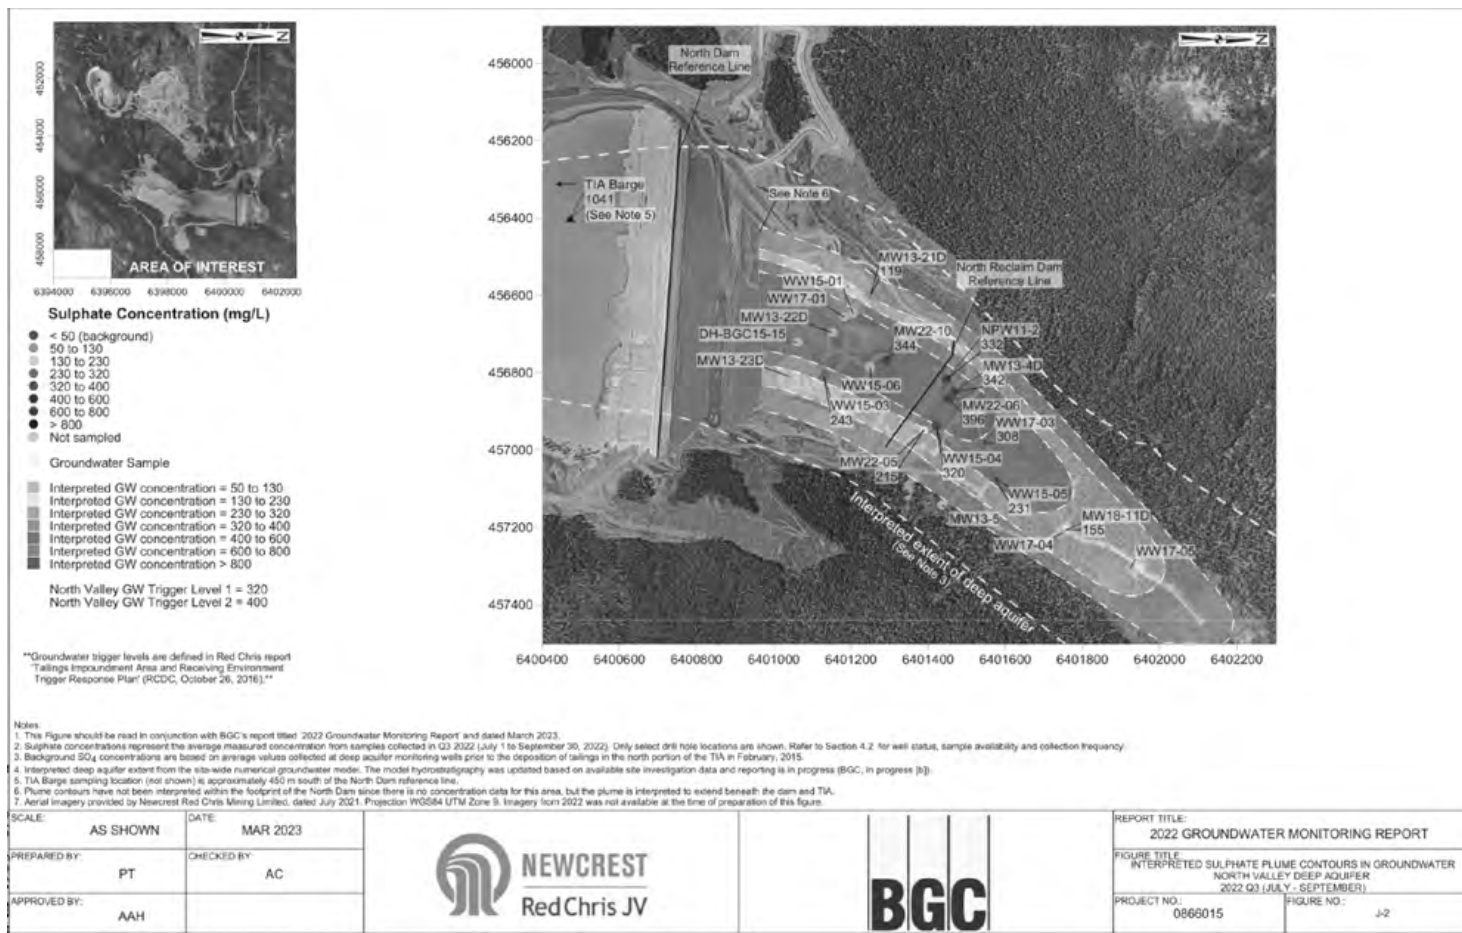 N
452000
454000
456000
458000
AREA OF INTEREST
6394000 6396000 6398000 6400000 6402000
Sulphate Concentration (mg/L)
< 50 (background)
50 to 130
130 to 230
230 to 320
320 to 400
400 to 600
600 to 800
> 800
Not sampled
Groundwater Sample
Interpreted GW concentration = 50 to 130
Interpreted GW concentration = 130 to 230
Interpreted GW concentration = 230 to 320
Interpreted GW concentration = 320 to 400
Interpreted GW concentration = 400 to 600
Interpreted GW concentration = 600 to 800
Interpreted GW concentration > 800
North Valley GW Trigger Level 1 = 320
North Valley GW Trigger Level 2 = 400
**Groundwater trigger levels are defined in Red Chris report
'Tailings Impoundment Area and Receiving Environment
Trigger Response Plan' (RCDC, October 26, 2016).**
N
456000
456200
456400
456600
456800
457000
457200
457400
6400400 6400600 6400800 6401000 6401200 6401400 6401600 6401800 6402000 6402200
North Dam
Reference Line
TIA Barge
1041
(See Note 5)
See Note 6
MW13-21D
119
North Reclaim Dam
Reference Line
WW15-01
WW17-01
MW13-22D
DH-BGC15-15
MW13-23D
MW22-10
344
NPW11-2
332
MW13-4D
342
WW15-06
WW15-03
243
MW22-06
396
WW17-03
308
MW22-05
215
WW15-04
320
WW15-05
231
MW13-5
MW18-11D
155
WW17-04
WW17-05
Interpreted extent of deep aquifer
(See Note 3)
Notes:
1. This Figure should be read in conjunction with BGC's report titled '2022 Groundwater Monitoring Report' and dated March 2023.
2. Sulphate concentrations represent the average measured concentration from samples collected in Q3 2022 (July 1 to September 30, 2022). Only select drill hole locations are shown. Refer to Section 4.2 for well status, sample availability and collection frequency.
3. Background SO4 concentrations are based on average values collected at deep aquifer monitoring wells prior to the deposition of tailings in the north portion of the TIA in February, 2015.
4. Interpreted deep aquifer extent from the site-wide numerical groundwater model. The model hydrostratigraphy was updated based on available site investigation data and reporting is in progress (BGC, in progress [b]).
5. TIA Barge sampling location (not shown) is approximately 450 m south of the North Dam reference line.
6. Plume contours have not been interpreted within the footprint of the North Dam since there is no concentration data for this area, but the plume is interpreted to extend beneath the dam and TIA.
7. Aerial imagery provided by Newcrest Red Chris Mining Limited, dated July 2021. Projection WGS84 UTM Zone 9. Imagery from 2022 was not available at the time of preparation of this figure.
SCALE:
AS SHOWN
DATE:
MAR 2023
PREPARED BY:
PT
CHECKED BY:
AC
APPROVED BY:
AAH
NEWCREST
Red Chris JV
BGC
REPORT TITLE:
2022 GROUNDWATER MONITORING REPORT
FIGURE TITLE:
INTERPRETED SULPHATE PLUME CONTOURS IN GROUNDWATER
NORTH VALLEY DEEP AQUIFER
2022 Q3 (JULY - SEPTEMBER)
PROJECT NO.:
0866015
FIGURE NO.:
J-2